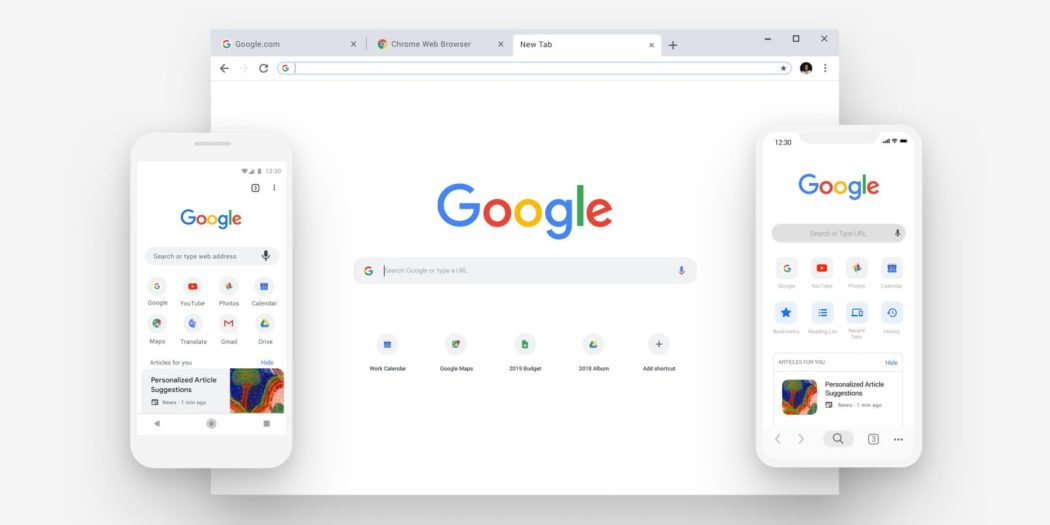 Google.com
Chrome Web Browser
New Tab
Google
Search Google or type a URL
Work Calendar
Google Maps
2019 Budget
2018 Album
Add shortcut
12:30
3
Google
Search or type web address
Google
YouTube
Photos
Calendar
Maps
Translate
Gmail
Drive
Articles for you
Hide
Personalized Article
Suggestions
News - 1 min ago
12:30
Google
Search or Type URL
Google
YouTube
Photos
Calendar
Bookmarks
Reading List
Recent
Tabs
History
ARTICLES FOR YOU
Hide
Personalized Article
Suggestions
News - 1 min ago
3